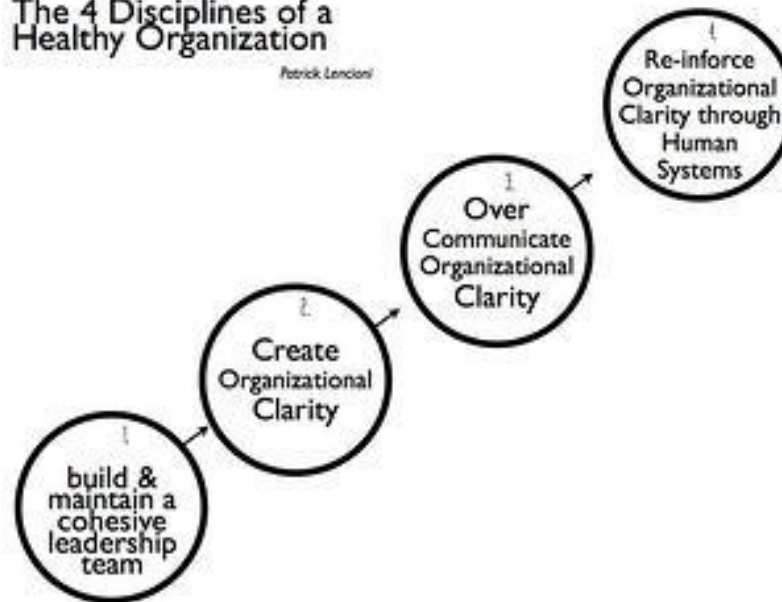 The 4 Disciplines of a
Healthy Organization
Patrick Lencioni
1
build &
maintain a
cohesive
leadership
team
2
Create
Organizational
Clarity
3
Over
Communicate
Organizational
Clarity
4
Re-inforce
Organizational
Clarity through
Human
Systems